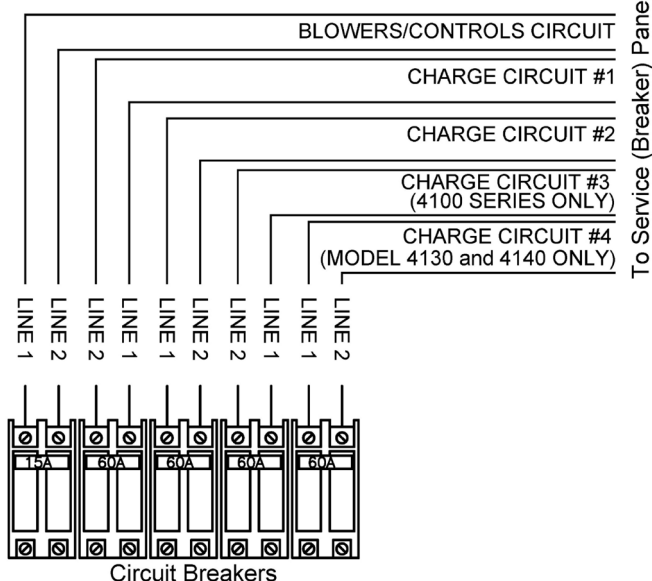 BLOWERS/CONTROLS CIRCUIT
CHARGE CIRCUIT #1
CHARGE CIRCUIT #2
CHARGE CIRCUIT #3
(4100 SERIES ONLY)
CHARGE CIRCUIT #4
(MODEL 4130 and 4140 ONLY)
To Service (Breaker) Pane
LINE 1
LINE 2
LINE 2
LINE 1
LINE 1
LINE 2
LINE 2
LINE 1
LINE 1
LINE 2
15A
60A
60A
60A
60A
Circuit Breakers